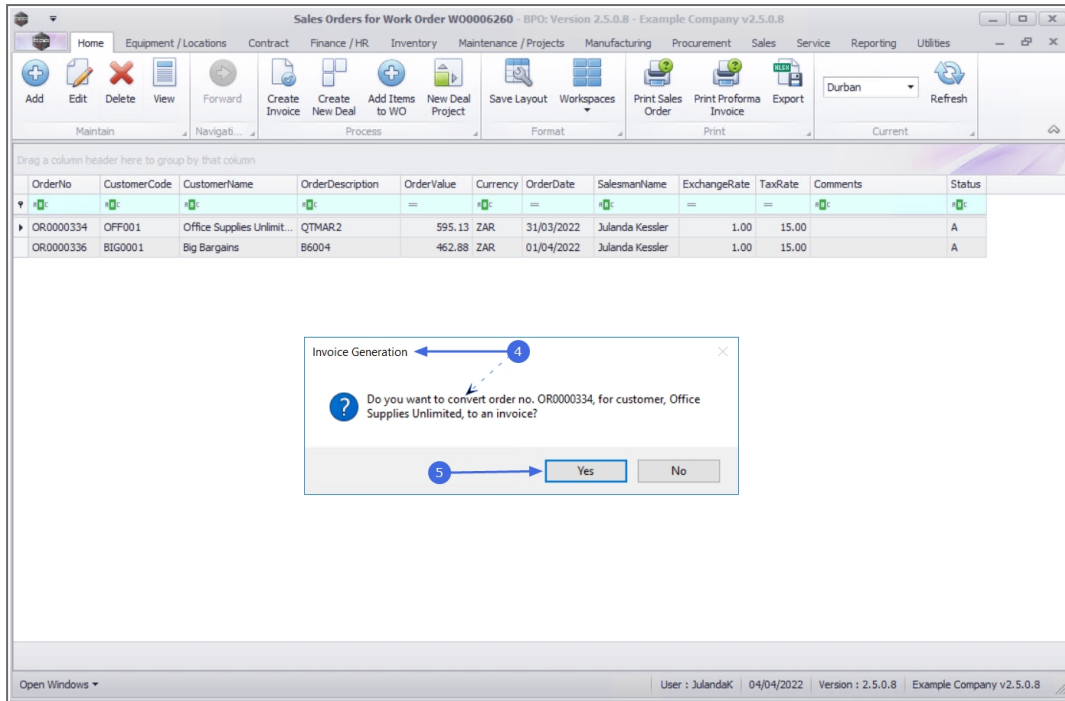 Sales Orders for Work Order WO0006260 - BPO: Version 2.5.0.8 - Example Company v2.5.0.8
Home Equipment / Locations Contract Finance / HR Inventory Maintenance / Projects Manufacturing Procurement Sales Service Reporting Utilities
Add Edit Delete View Forward Create Invoice Create New Deal Add Items to WO New Deal Project Save Layout Workspaces Print Sales Order Print Proforma Invoice Export Durban Refresh
Maintain Navigati... Process Format Print Current
Drag a column header here to group by that column
OrderNo CustomerCode CustomerName OrderDescription OrderValue Currency OrderDate SalesmanName ExchangeRate TaxRate Comments Status
OR0000334 OFF001 Office Supplies Unlimit... QTMAR2 595.13 ZAR 31/03/2022 Julanda Kessler 1.00 15.00 A
OR0000336 BIG0001 Big Bargains B6004 462.88 ZAR 01/04/2022 Julanda Kessler 1.00 15.00 A
Invoice Generation 4
Do you want to convert order no. OR0000334, for customer, Office
Supplies Unlimited, to an invoice?
5 Yes No
Open Windows User : JulandaK 04/04/2022 Version : 2.5.0.8 Example Company v2.5.0.8